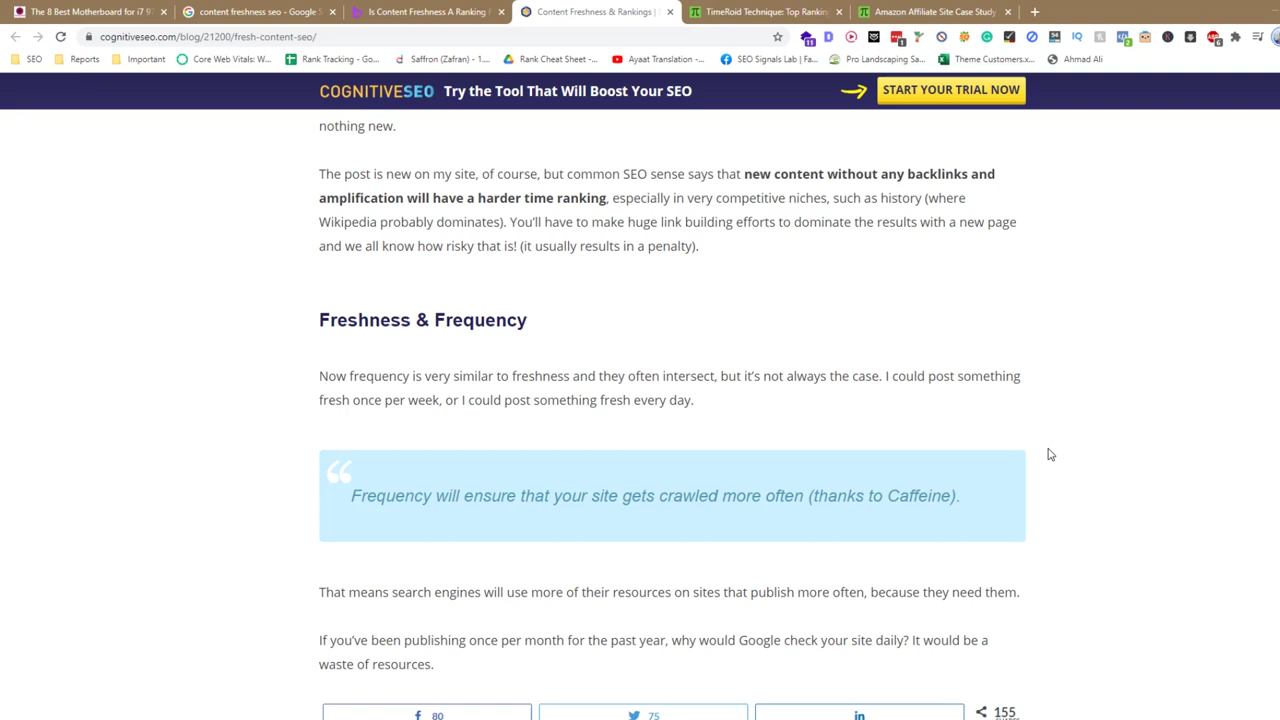 The 8 Best Motherboard for i7 97
content freshness seo - Google S
Is Content Freshness A Ranking F
Content Freshness & Rankings |
TimeRoid Technique: Top Ranking
Amazon Affiliate Site Case Study
cognitiveseo.com/blog/21200/fresh-content-seo/
SEO
Reports
Important
Core Web Vitals: W...
Rank Tracking - Go...
Saffron (Zafran) - 1....
Rank Cheat Sheet -...
Ayaat Translation -...
SEO Signals Lab | Fa...
Pro Landscaping Sa...
Theme Customers.x...
Ahmad Ali
COGNITIVESEO Try the Tool That Will Boost Your SEO
START YOUR TRIAL NOW
nothing new.
The post is new on my site, of course, but common SEO sense says that new content without any backlinks and
amplification will have a harder time ranking, especially in very competitive niches, such as history (where
Wikipedia probably dominates). You'll have to make huge link building efforts to dominate the results with a new page
and we all know how risky that is! (it usually results in a penalty).
Freshness & Frequency
Now frequency is very similar to freshness and they often intersect, but it's not always the case. I could post something
fresh once per week, or I could post something fresh every day.
Frequency will ensure that your site gets crawled more often (thanks to Caffeine).
That means search engines will use more of their resources on sites that publish more often, because they need them.
If you've been publishing once per month for the past year, why would Google check your site daily? It would be a
waste of resources.
80
75
155